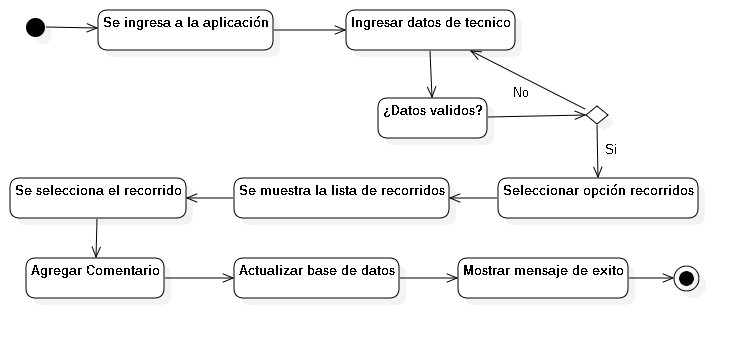 Se ingresa a la aplicación
Ingresar datos de tecnico
¿Datos validos?
No
Si
Seleccionar opción recorridos
Se muestra la lista de recorridos
Se selecciona el recorrido
Agregar Comentario
Actualizar base de datos
Mostrar mensaje de exito